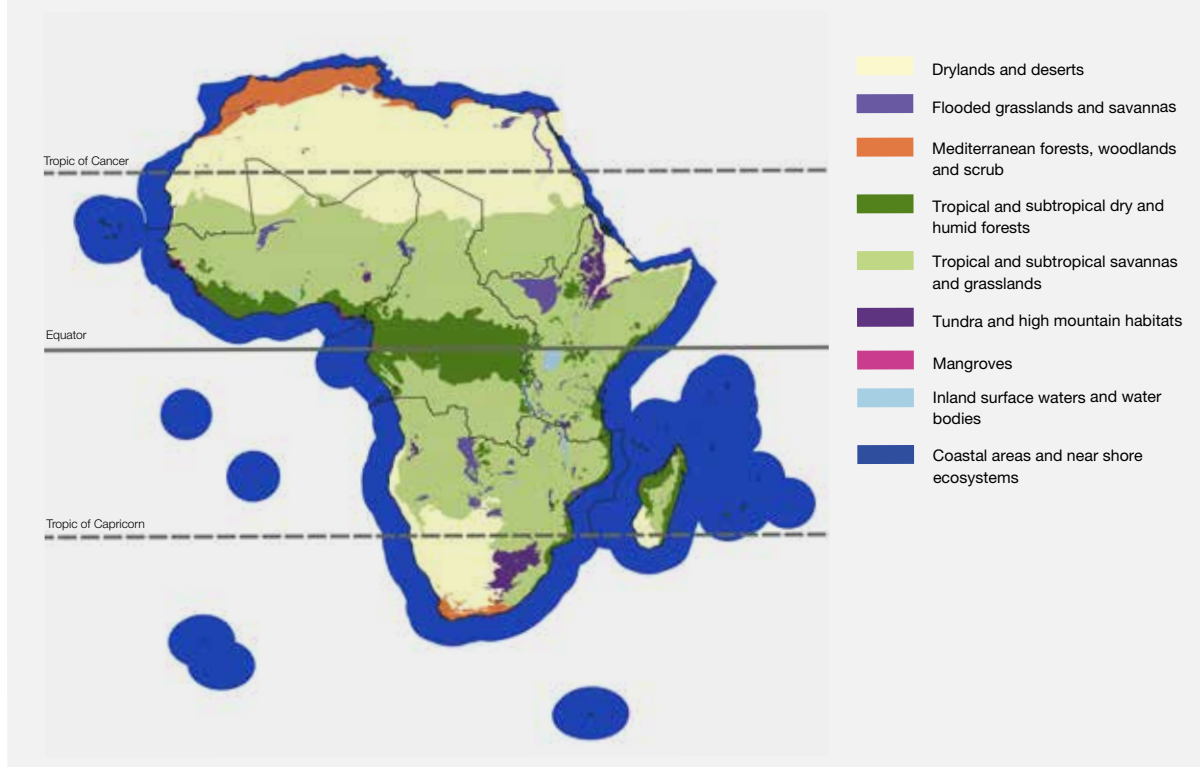 Tropic of Cancer
Equator
Tropic of Capricorn
Drylands and deserts
Flooded grasslands and savannas
Mediterranean forests, woodlands
and scrub
Tropical and subtropical dry and
humid forests
Tropical and subtropical savannas
and grasslands
Tundra and high mountain habitats
Mangroves
Inland surface waters and water
bodies
Coastal areas and near shore
ecosystems